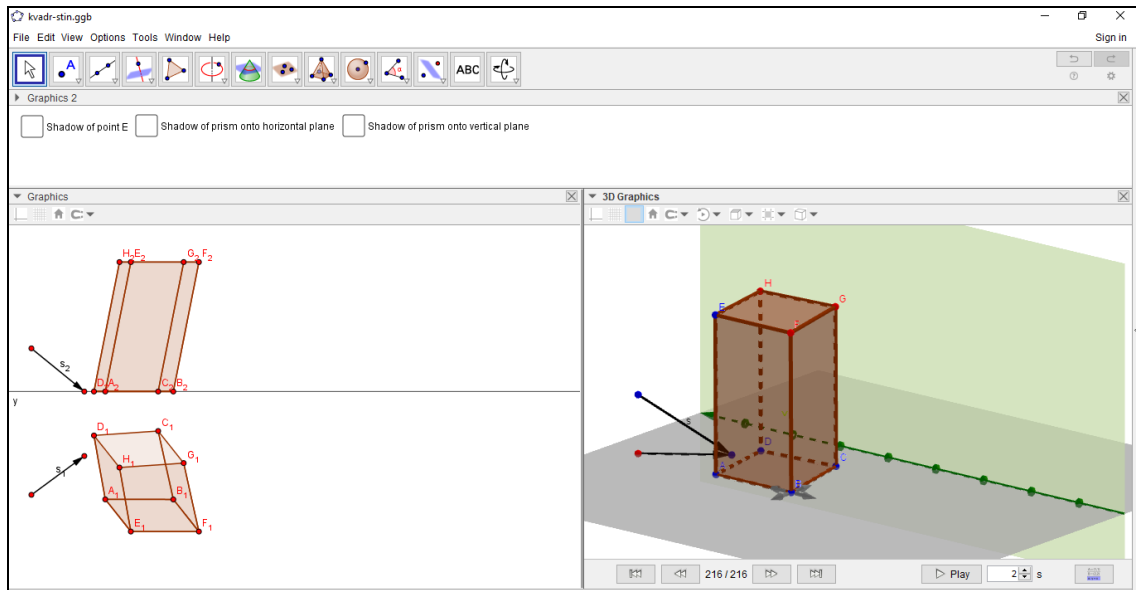 kvadr-stin.ggb
File Edit View Options Tools Window Help
Sign in
ABC
Graphics 2
Shadow of point E Shadow of prism onto horizontal plane Shadow of prism onto vertical plane
Graphics
3D Graphics
H₂ E₂ G₂ F₂
s₂
D₂ A₂ C₂ B₂
y
D₁ C₁
H₁ G₁
s₁
A₁ B₁
E₁ F₁
H
E G
F
s
D
A C
B
216 / 216 Play 2 s